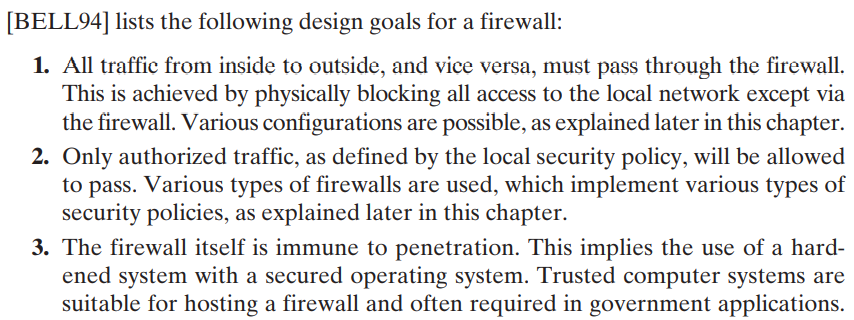 [BELL94] lists the following design goals for a firewall:
1. All traffic from inside to outside, and vice versa, must pass through the firewall.
This is achieved by physically blocking all access to the local network except via
the firewall. Various configurations are possible, as explained later in this chapter.
2. Only authorized traffic, as defined by the local security policy, will be allowed
to pass. Various types of firewalls are used, which implement various types of
security policies, as explained later in this chapter.
3. The firewall itself is immune to penetration. This implies the use of a hard-
ened system with a secured operating system. Trusted computer systems are
suitable for hosting a firewall and often required in government applications.